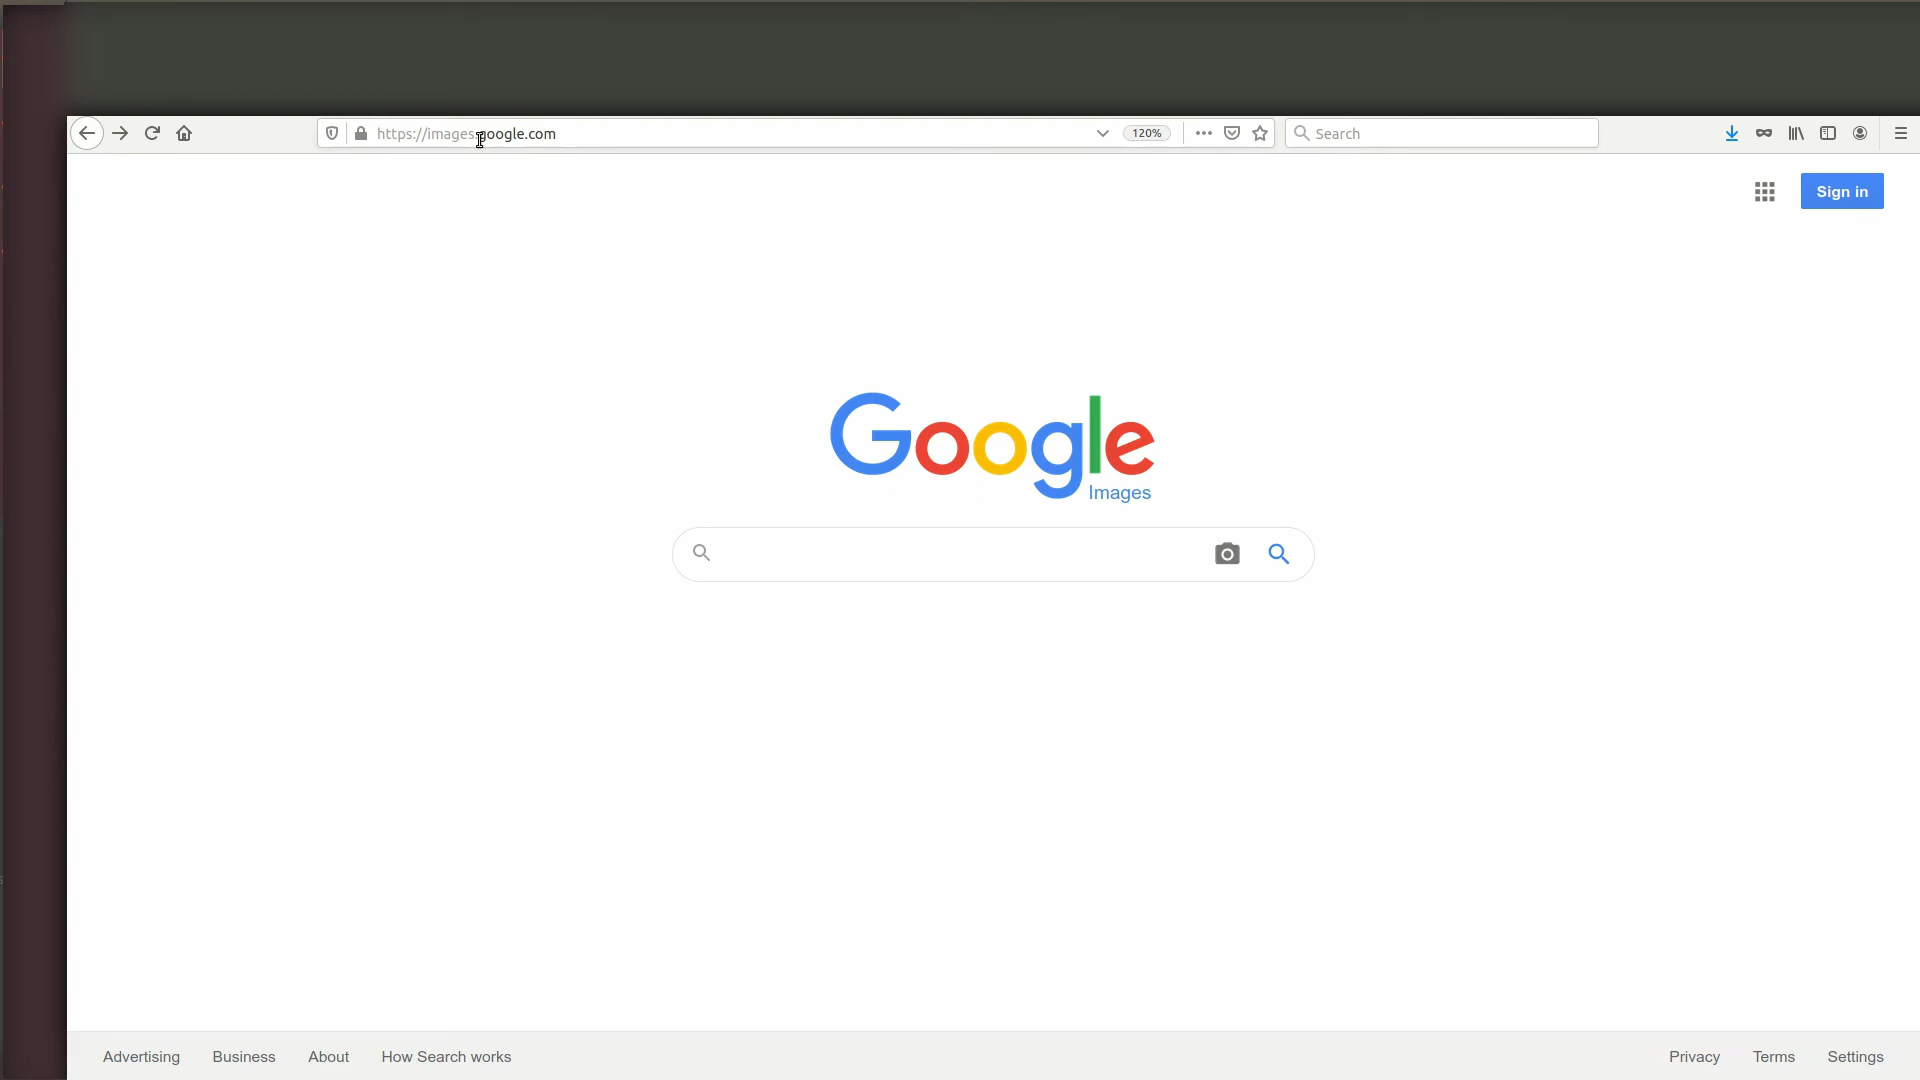 https://images.google.com
120%
Search
Sign in
Google
Images
Advertising Business About How Search works
Privacy Terms Settings